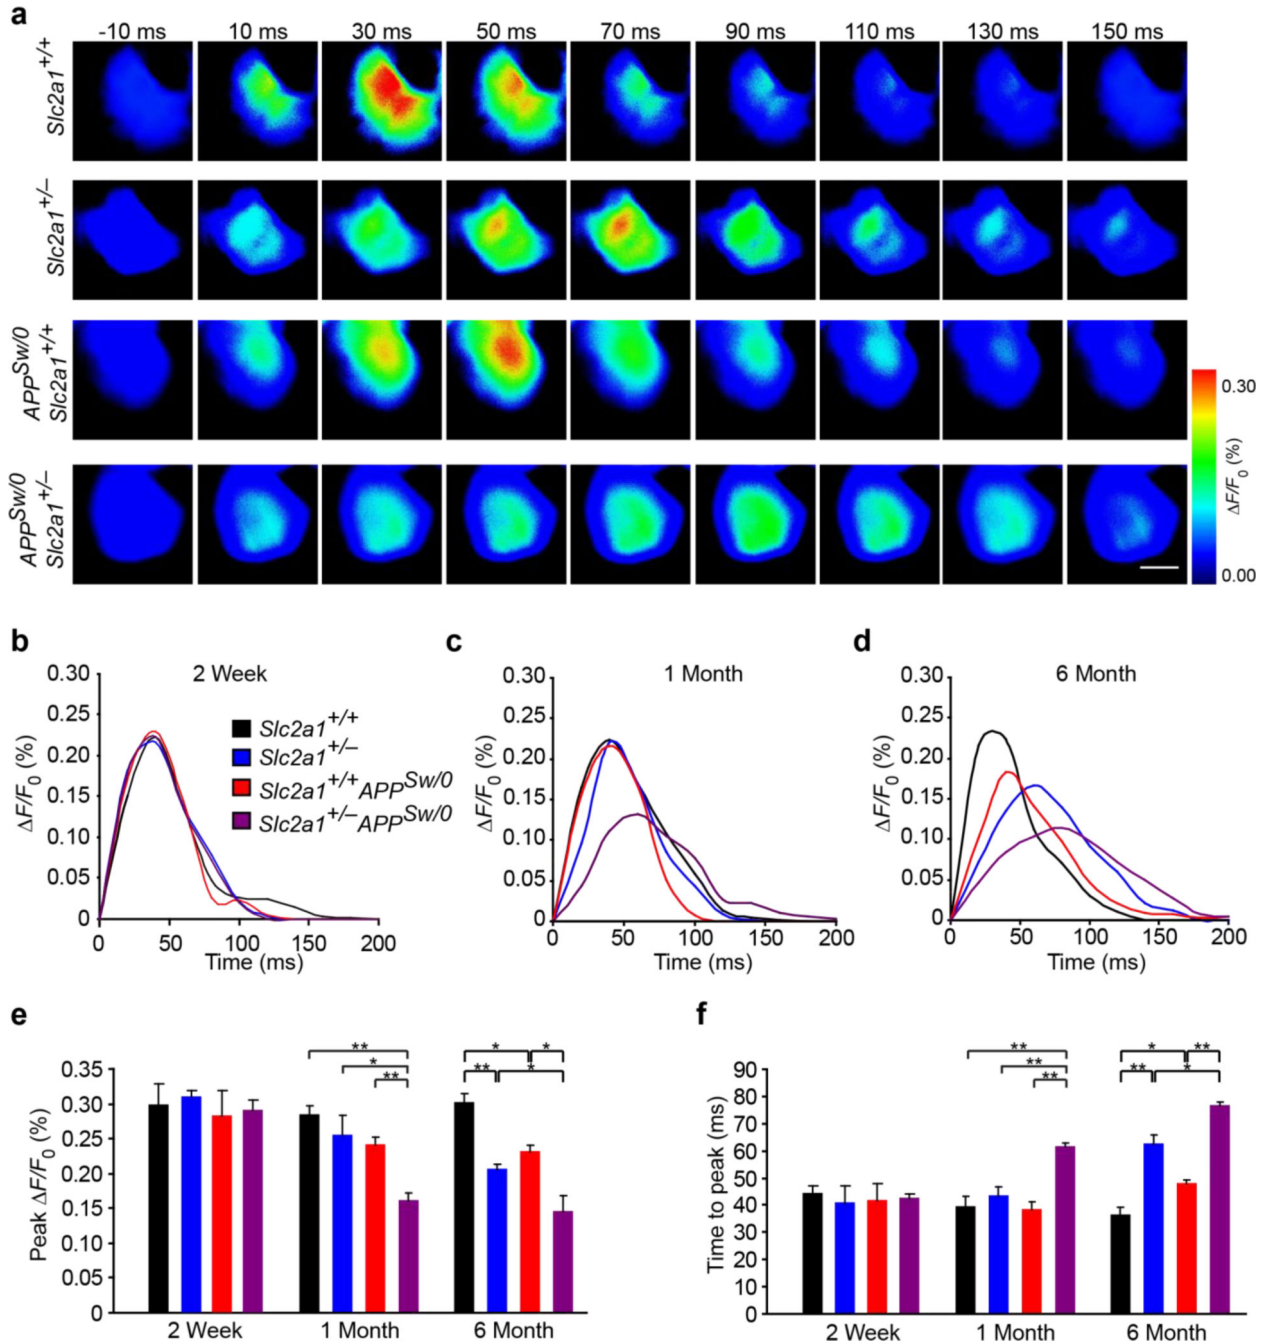 a
-10 ms 10 ms 30 ms 50 ms 70 ms 90 ms 110 ms 130 ms 150 ms
Slc2a1+/+
Slc2a1+/–
APPSw/0
Slc2a1+/+
APPSw/0
Slc2a1+/–
0.30
ΔF/F0 (%)
0.00
b
2 Week
0.30
0.25
0.20
0.15
0.10
0.05
0
ΔF/F0 (%)
0 50 100 150 200
Time (ms)
Slc2a1+/+
Slc2a1+/–
Slc2a1+/+APPSw/0
Slc2a1+/–APPSw/0
c
1 Month
0.30
0.25
0.20
0.15
0.10
0.05
0
ΔF/F0 (%)
0 50 100 150 200
Time (ms)
d
6 Month
0.30
0.25
0.20
0.15
0.10
0.05
0
ΔF/F0 (%)
0 50 100 150 200
Time (ms)
e
0.35
0.30
0.25
0.20
0.15
0.10
0.05
0
Peak ΔF/F0 (%)
**
*
**
* *
** *
2 Week 1 Month 6 Month
f
90
80
70
60
50
40
30
20
10
0
Time to peak (ms)
**
**
**
* **
** *
2 Week 1 Month 6 Month